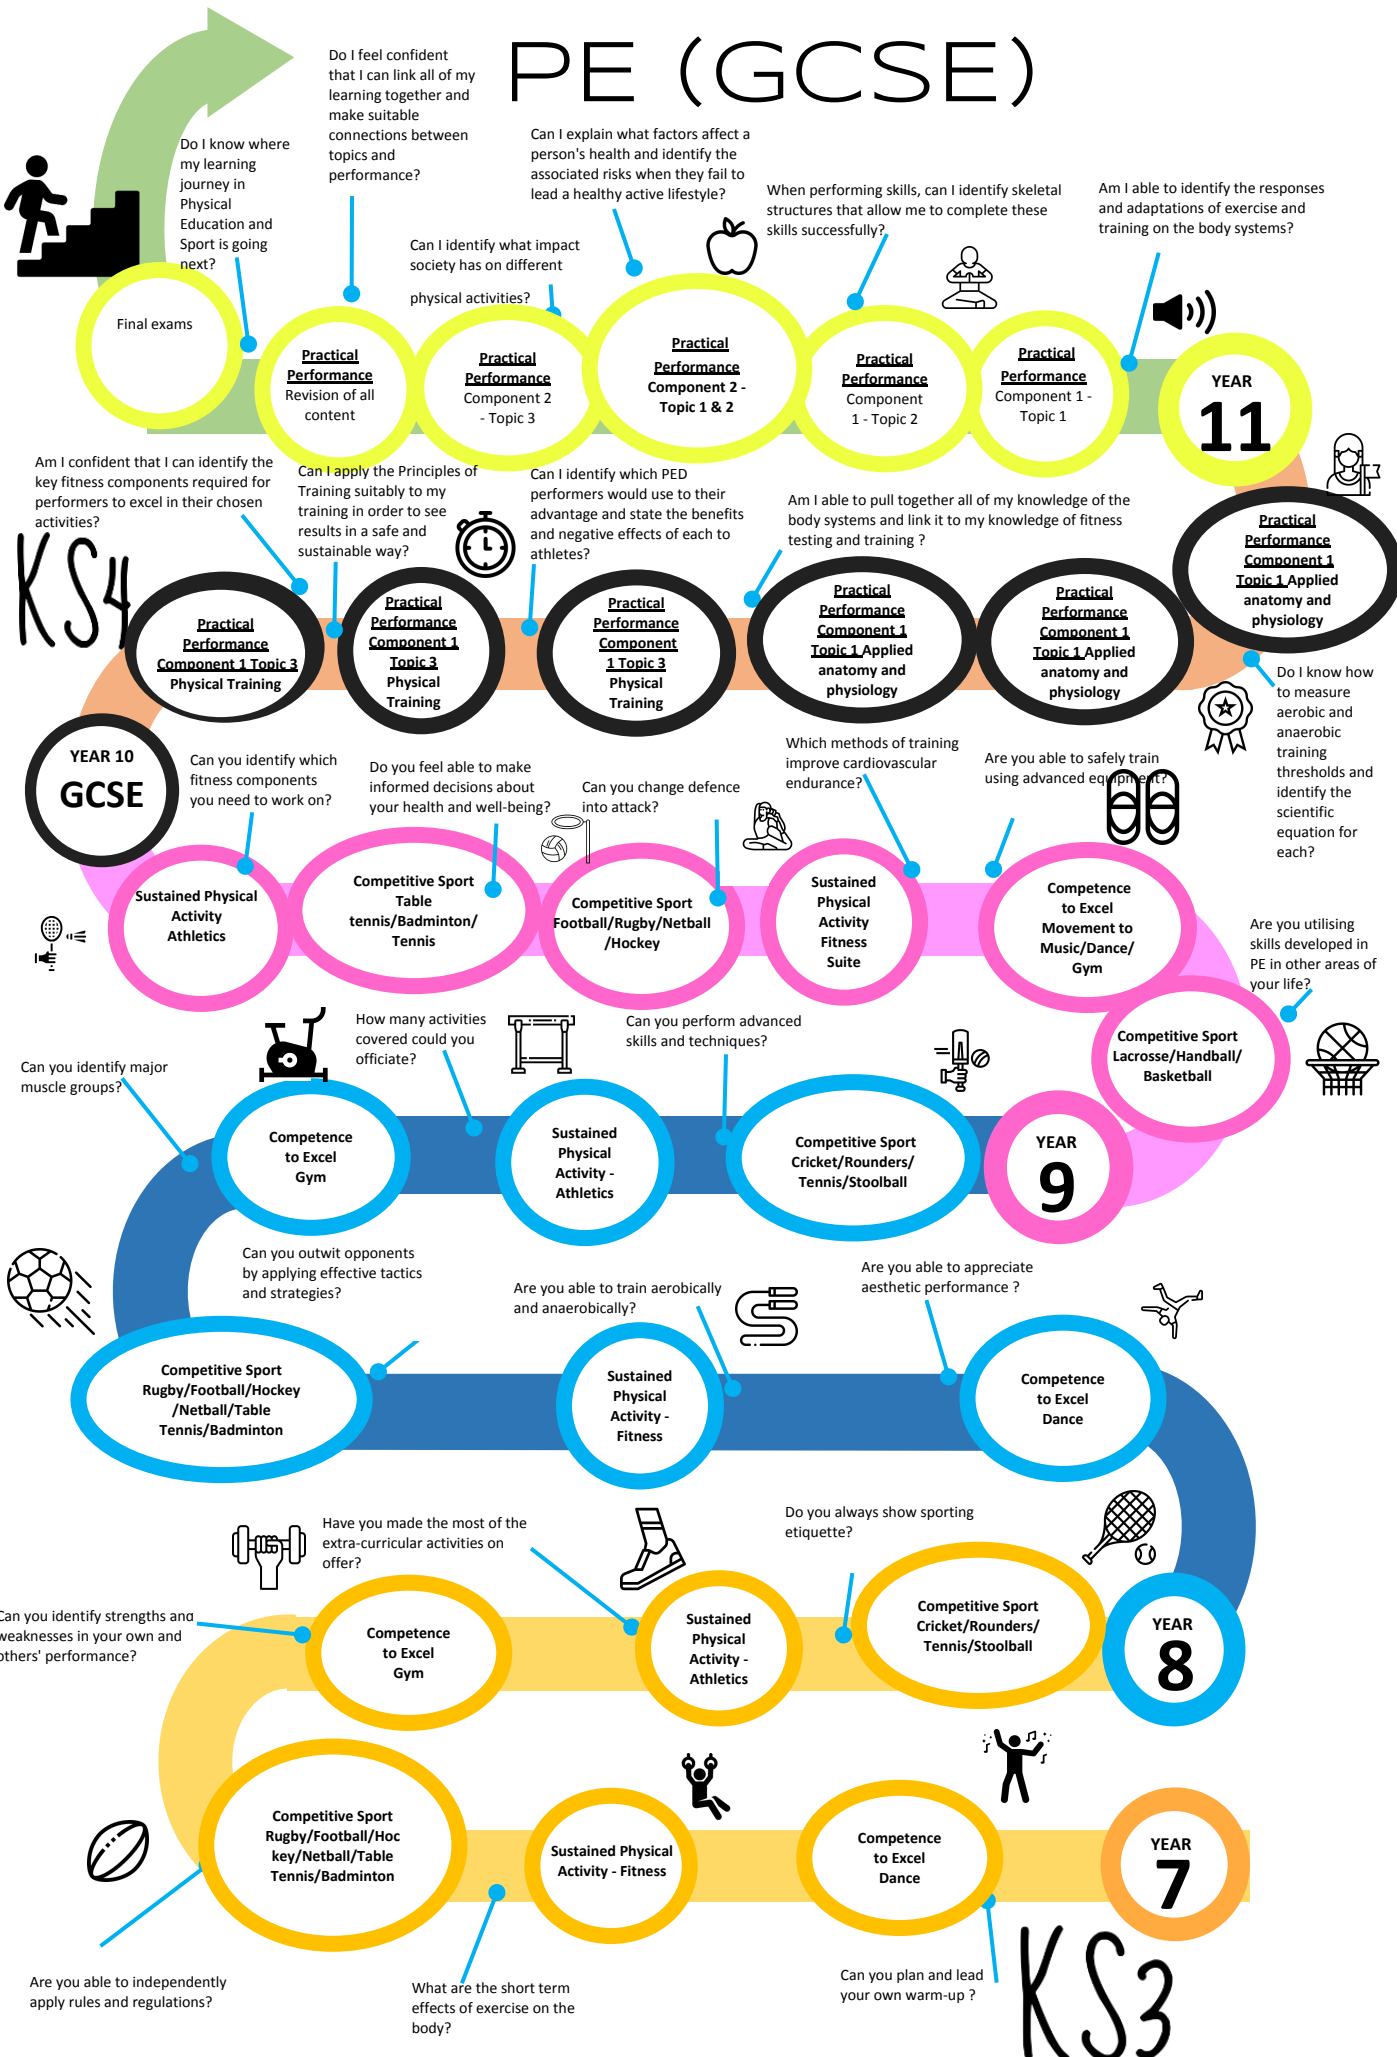 PE (GCSE)
Do I feel confident
that I can link all of my
learning together and
make suitable
connections between
topics and
performance?
Do I know where
my learning
journey in
Physical
Education and
Sport is going
next?
Can I explain what factors affect a
person's health and identify the
associated risks when they fail to
lead a healthy active lifestyle?
When performing skills, can I identify skeletal
structures that allow me to complete these
skills successfully?
Am I able to identify the responses
and adaptations of exercise and
training on the body systems?
Can I identify what impact
society has on different
physical activities?
Final exams
Practical
Performance
Revision of all
content
Practical
Performance
Component 2
- Topic 3
Practical
Performance
Component 2 -
Topic 1 & 2
Practical
Performance
Component
1 - Topic 2
Practical
Performance
Component 1 -
Topic 1
YEAR
11
Am I confident that I can identify the
key fitness components required for
performers to excel in their chosen
activities?
Can I apply the Principles of
Training suitably to my
training in order to see
results in a safe and
sustainable way?
Can I identify which PED
performers would use to their
advantage and state the benefits
and negative effects of each to
athletes?
Am I able to pull together all of my knowledge of the
body systems and link it to my knowledge of fitness
testing and training ?
KS4
Practical
Performance
Component 1 Topic 3
Physical Training
Practical
Performance
Component 1
Topic 3
Physical
Training
Practical
Performance
Component
1 Topic 3
Physical
Training
Practical
Performance
Component 1
Topic 1 Applied
anatomy and
physiology
Practical
Performance
Component 1
Topic 1 Applied
anatomy and
physiology
Practical
Performance
Component 1
Topic 1 Applied
anatomy and
physiology
Do I know how
to measure
aerobic and
anaerobic
training
thresholds and
identify the
scientific
equation for
each?
YEAR 10
GCSE
Can you identify which
fitness components
you need to work on?
Do you feel able to make
informed decisions about
your health and well-being?
Can you change defence
into attack?
Which methods of training
improve cardiovascular
endurance?
Are you able to safely train
using advanced equipment?
Sustained Physical
Activity
Athletics
Competitive Sport
Table
tennis/Badminton/
Tennis
Competitive Sport
Football/Rugby/Netball
/Hockey
Sustained
Physical
Activity
Fitness
Suite
Competence
to Excel
Movement to
Music/Dance/
Gym
Are you utilising
skills developed in
PE in other areas of
your life?
Competitive Sport
Lacrosse/Handball/
Basketball
Can you identify major
muscle groups?
How many activities
covered could you
officiate?
Can you perform advanced
skills and techniques?
Competence
to Excel
Gym
Sustained
Physical
Activity -
Athletics
Competitive Sport
Cricket/Rounders/
Tennis/Stoolball
YEAR
9
Can you outwit opponents
by applying effective tactics
and strategies?
Are you able to train aerobically
and anaerobically?
Are you able to appreciate
aesthetic performance ?
Competitive Sport
Rugby/Football/Hockey
/Netball/Table
Tennis/Badminton
Sustained
Physical
Activity -
Fitness
Competence
to Excel
Dance
Have you made the most of the
extra-curricular activities on
offer?
Do you always show sporting
etiquette?
Can you identify strengths and
weaknesses in your own and
others' performance?
Competence
to Excel
Gym
Sustained
Physical
Activity -
Athletics
Competitive Sport
Cricket/Rounders/
Tennis/Stoolball
YEAR
8
Competitive Sport
Rugby/Football/Hoc
key/Netball/Table
Tennis/Badminton
Sustained Physical
Activity - Fitness
Competence
to Excel
Dance
YEAR
7
Are you able to independently
apply rules and regulations?
What are the short term
effects of exercise on the
body?
Can you plan and lead
your own warm-up ?
KS3